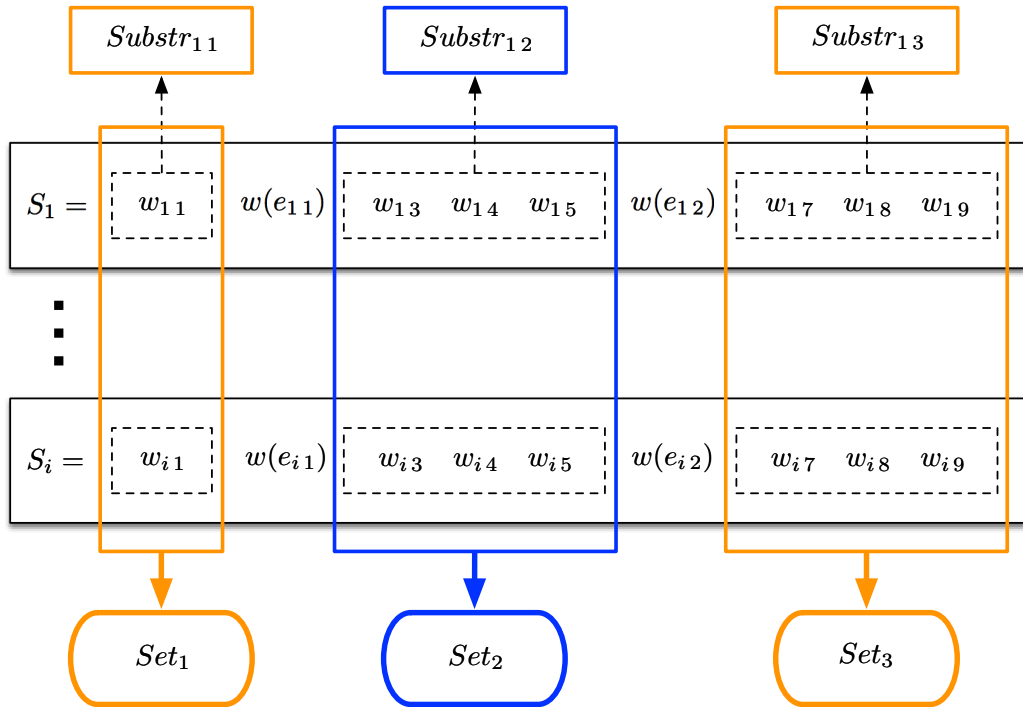 Substr₁₁ Substr₁₂ Substr₁₃
S₁ = w₁₁ w(e₁₁) w₁₃ w₁₄ w₁₅ w(e₁₂) w₁₇ w₁₈ w₁₉
⋮
Sᵢ = wᵢ₁ w(eᵢ₁) wᵢ₃ wᵢ₄ wᵢ₅ w(eᵢ₂) wᵢ₇ wᵢ₈ wᵢ₉
Set₁ Set₂ Set₃